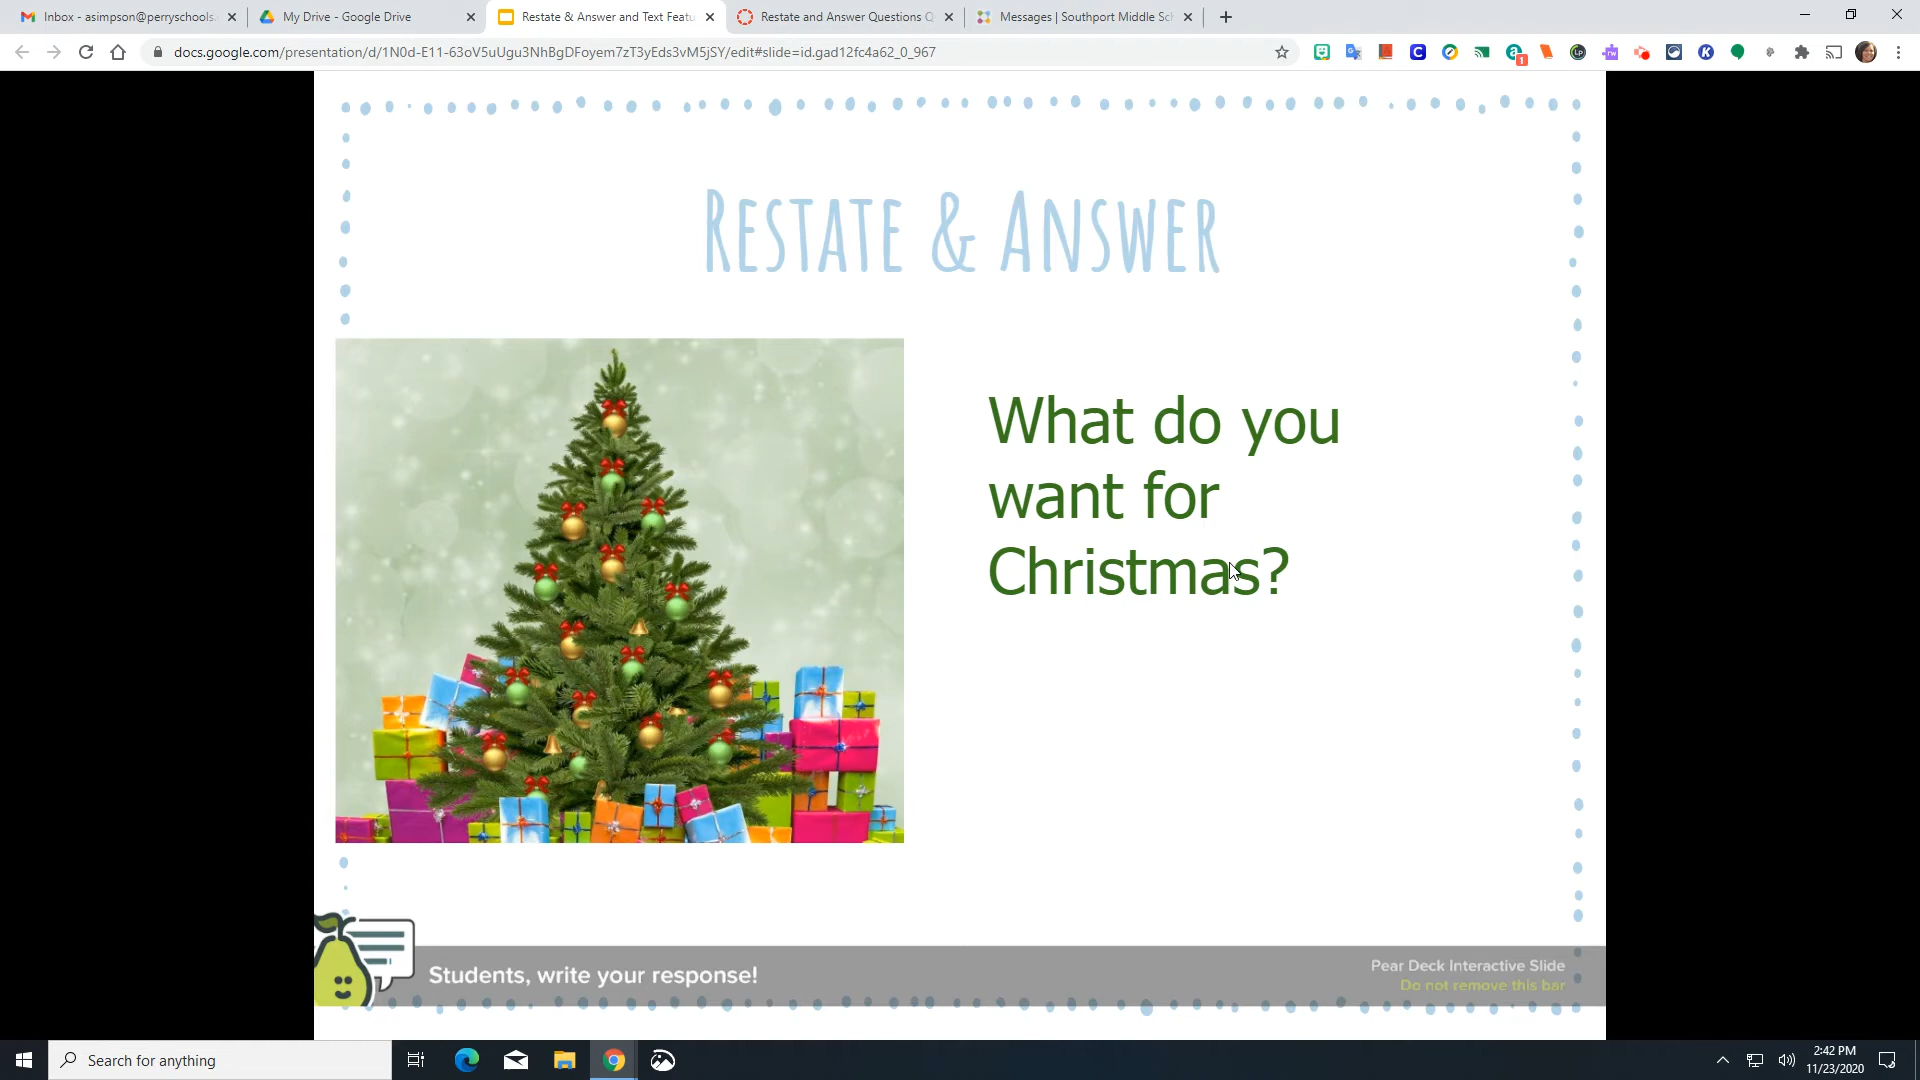 Inbox - asimpson@perryschools.
My Drive - Google Drive
Restate & Answer and Text Featu
Restate and Answer Questions Q
Messages | Southport Middle Sch
docs.google.com/presentation/d/1N0d-E11-63oV5uUgu3NhBgDFoyem7zT3yEds3vM5jSY/edit#slide=id.gad12fc4a62_0_967
RESTATE & ANSWER
What do you
want for
Christmas?
Students, write your response!
Pear Deck Interactive Slide
Do not remove this bar
Search for anything
2:42 PM
11/23/2020